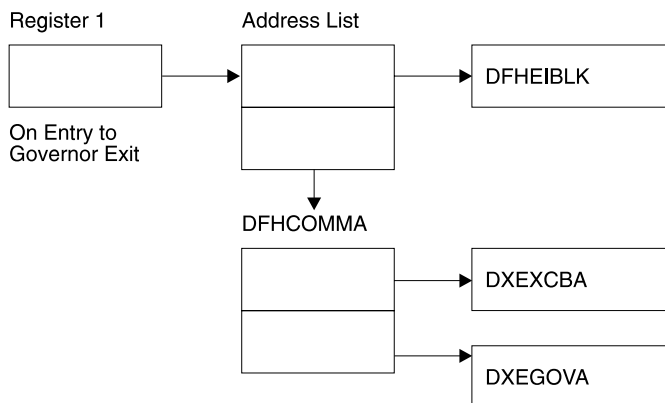 Register 1
Address List
DFHEIBLK
On Entry to
Governor Exit
DFHCOMMA
DXEXCBA
DXEGOVA